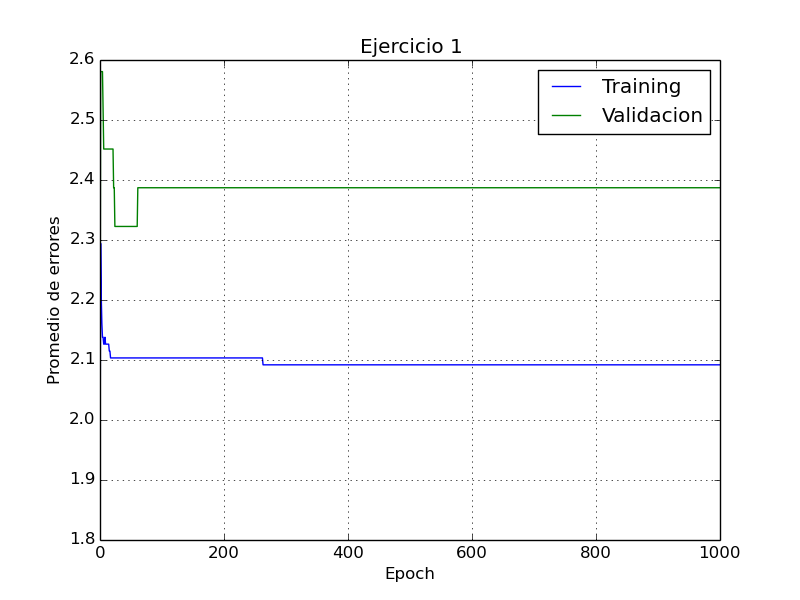 Ejercicio 1
Training
Validacion
Promedio de errores
2.6
2.5
2.4
2.3
2.2
2.1
2.0
1.9
1.8
0 200 400 600 800 1000
Epoch